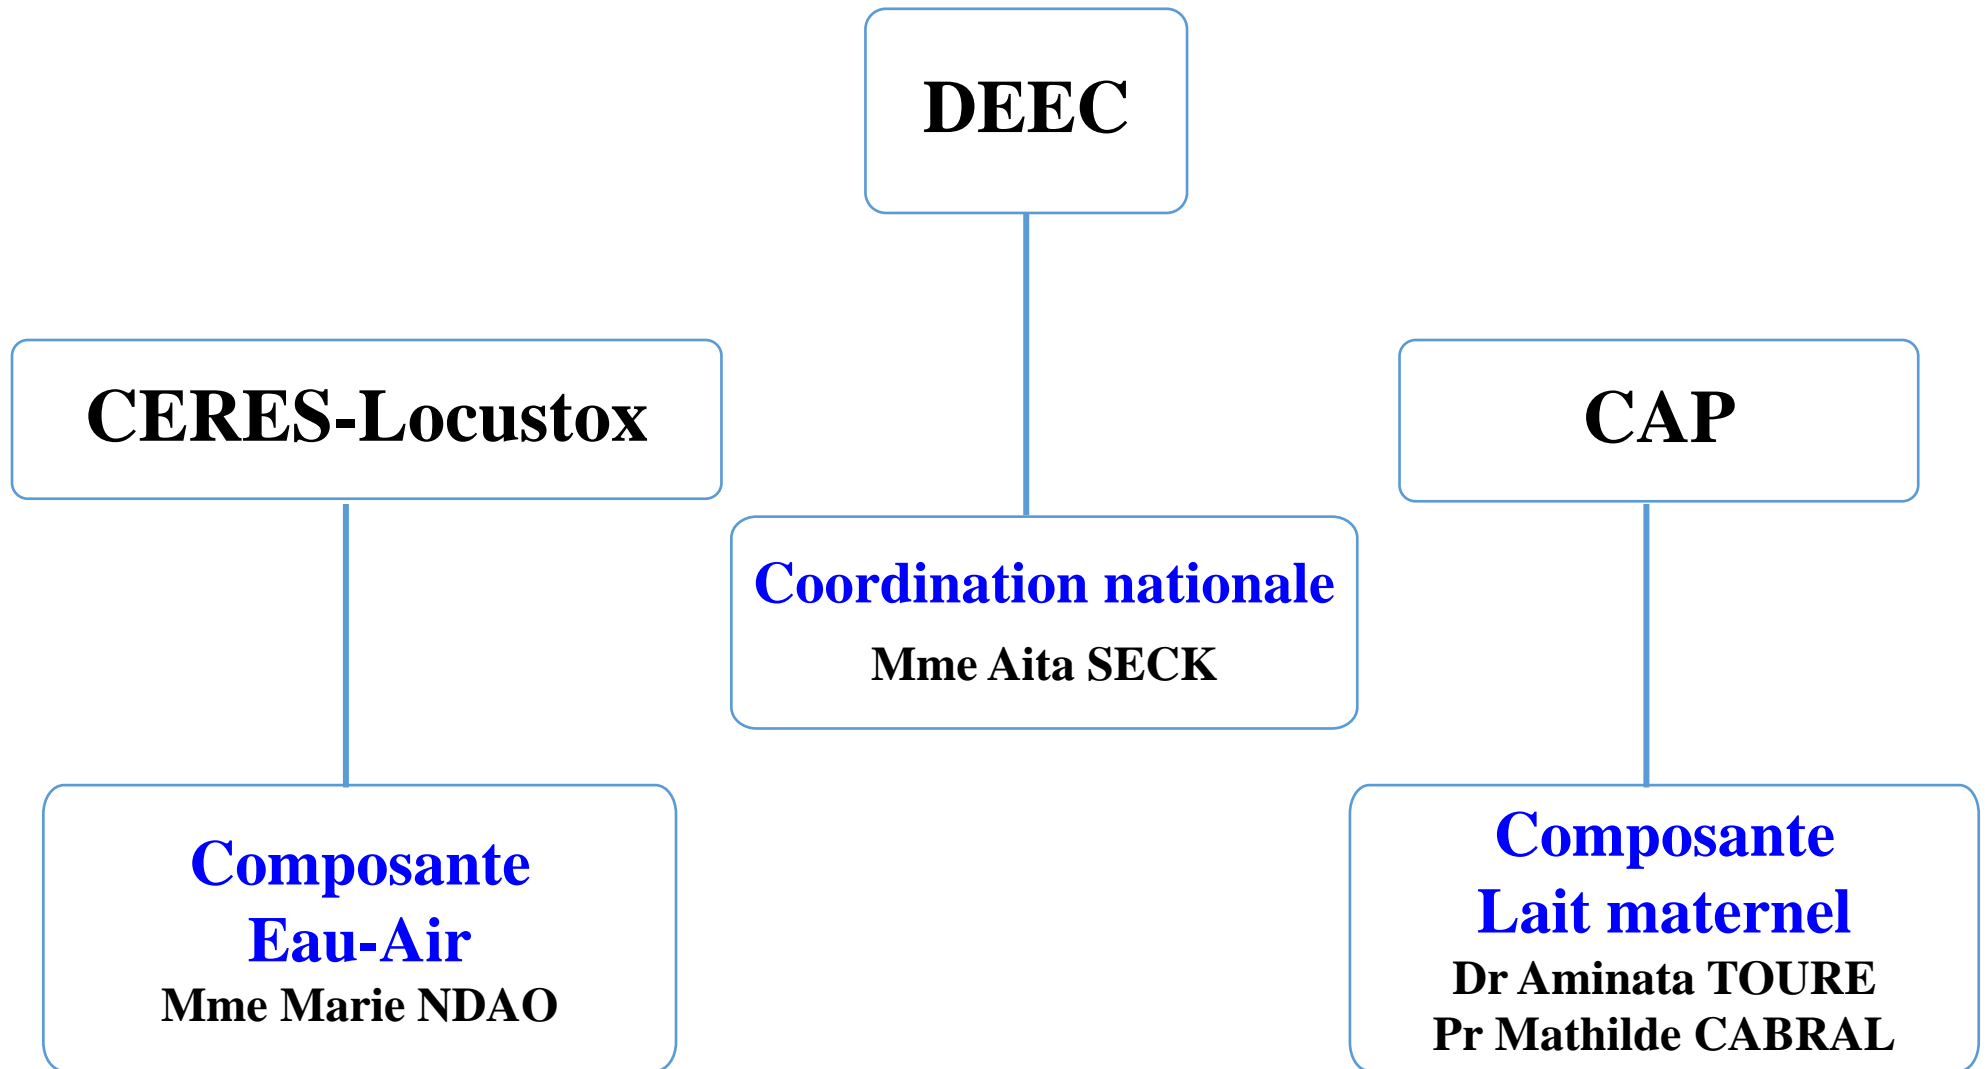 DEEC
CERES-Locustox
CAP
Coordination nationale
Mme Aita SECK
Composante
Eau-Air
Mme Marie NDAO
Composante
Lait maternel
Dr Aminata TOURE
Pr Mathilde CABRAL